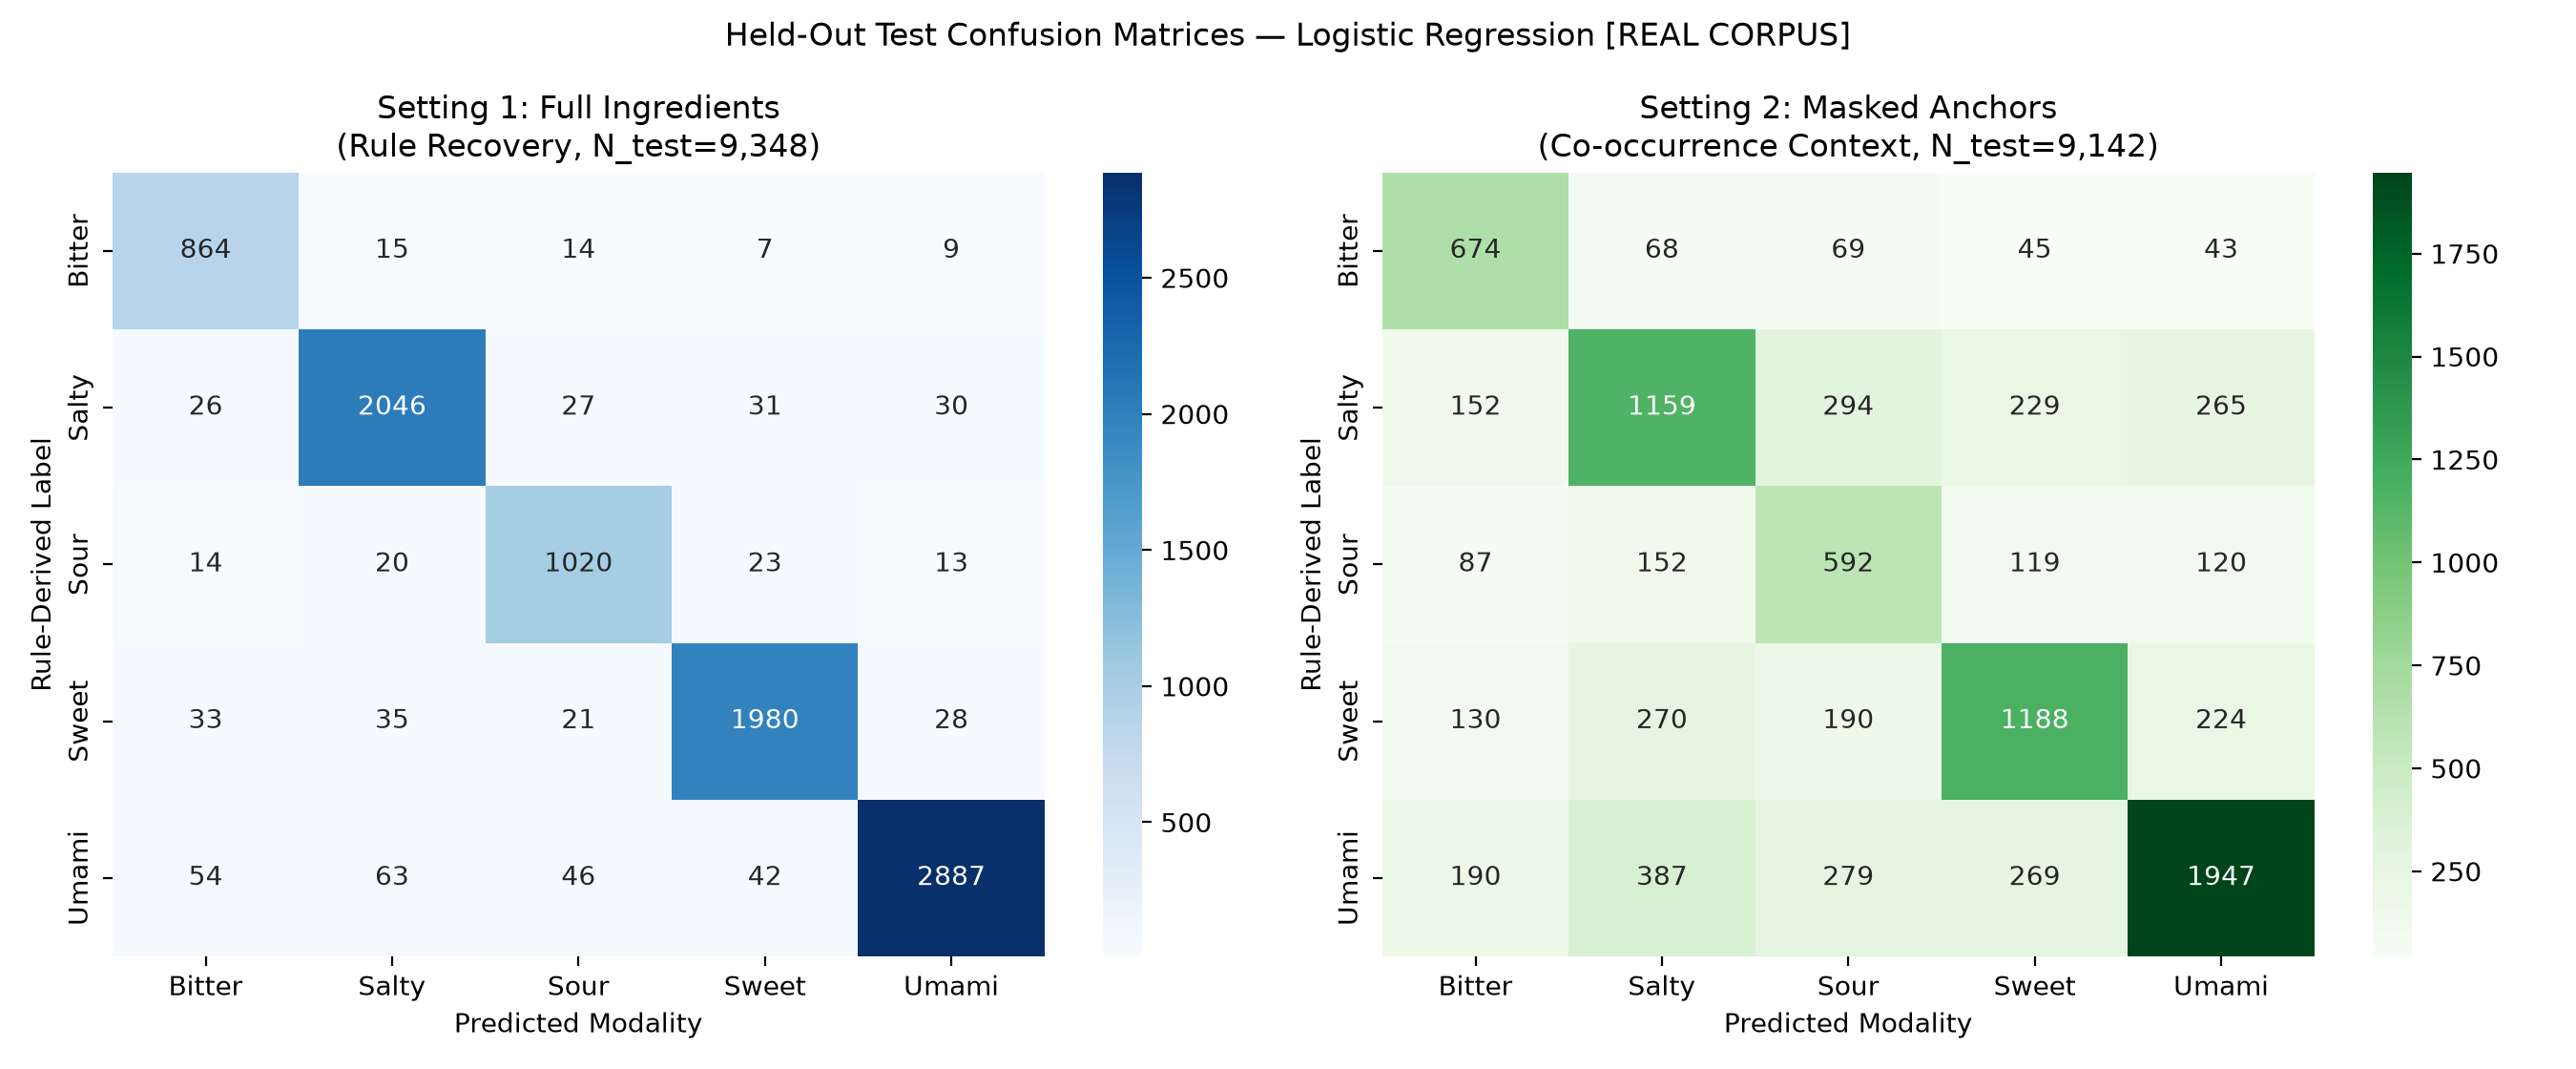 Held-Out Test Confusion Matrices — Logistic Regression [REAL CORPUS]
Setting 1: Full Ingredients
(Rule Recovery, N_test=9,348)
Rule-Derived Label
Bitter
864 15 14 7 9
Salty
26 2046 27 31 30
Sour
14 20 1020 23 13
Sweet
33 35 21 1980 28
Umami
54 63 46 42 2887
Bitter Salty Sour Sweet Umami
Predicted Modality
2500
2000
1500
1000
500
Setting 2: Masked Anchors
(Co-occurrence Context, N_test=9,142)
Rule-Derived Label
Bitter
674 68 69 45 43
Salty
152 1159 294 229 265
Sour
87 152 592 119 120
Sweet
130 270 190 1188 224
Umami
190 387 279 269 1947
Bitter Salty Sour Sweet Umami
Predicted Modality
1750
1500
1250
1000
750
500
250